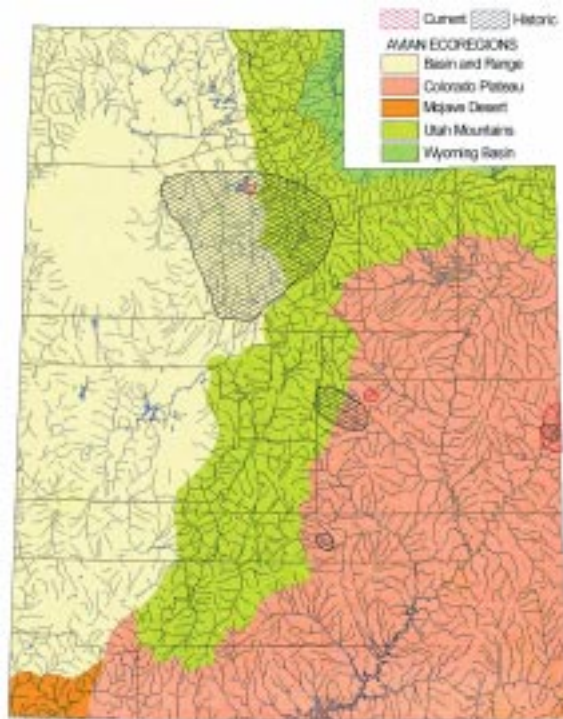 Current Historic
AVIAN ECOREGIONS
Basin and Range
Colorado Plateau
Mojave Desert
Utah Mountains
Wyoming Basin